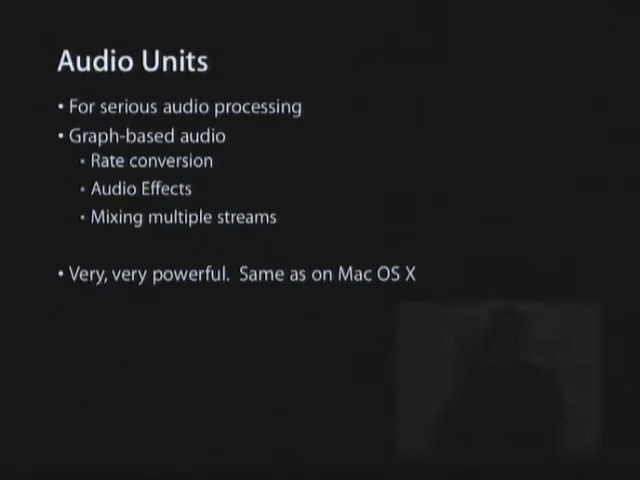 Audio Units
• For serious audio processing
• Graph-based audio
• Rate conversion
• Audio Effects
• Mixing multiple streams
• Very, very powerful.  Same as on Mac OS X